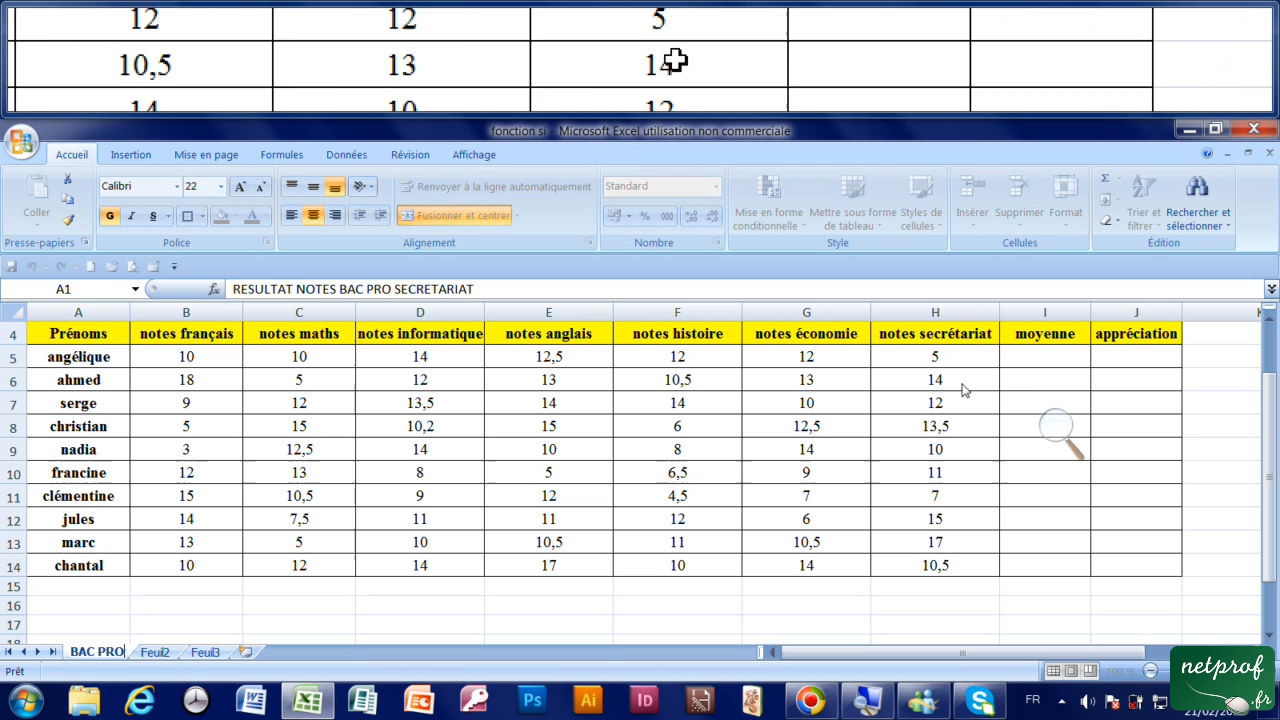 12 12 5
10,5 13 14
14 10 12
fonction si - Microsoft Excel utilisation non commerciale
Accueil Insertion Mise en page Formules Données Révision Affichage
Coller Calibri 22 A A Renvoyer à la ligne automatiquement Standard
G I S A Fusionner et centrer % 000
Mise en forme conditionnelle Mettre sous forme de tableau Styles de cellules Insérer Supprimer Format Σ Trier et filtrer Rechercher et sélectionner
Presse-papiers Police Alignement Nombre Style Cellules Édition
A1 fx RESULTAT NOTES BAC PRO SECRETARIAT
A B C D E F G H I J K
4 Prénoms notes français notes maths notes informatique notes anglais notes histoire notes économie notes secrétariat moyenne appréciation
5 angélique 10 10 14 12,5 12 12 5
6 ahmed 18 5 12 13 10,5 13 14
7 serge 9 12 13,5 14 14 10 12
8 christian 5 15 10,2 15 6 12,5 13,5
9 nadia 3 12,5 14 10 8 14 10
10 francine 12 13 8 5 6,5 9 11
11 clémentine 15 10,5 9 12 4,5 7 7
12 jules 14 7,5 11 11 12 6 15
13 marc 13 5 10 10,5 11 10,5 17
14 chantal 10 12 14 17 10 14 10,5
15
16
17
18
BAC PRO Feuil2 Feuil3
Prêt
W P Ps Ai Id S FR
netprof
.fr